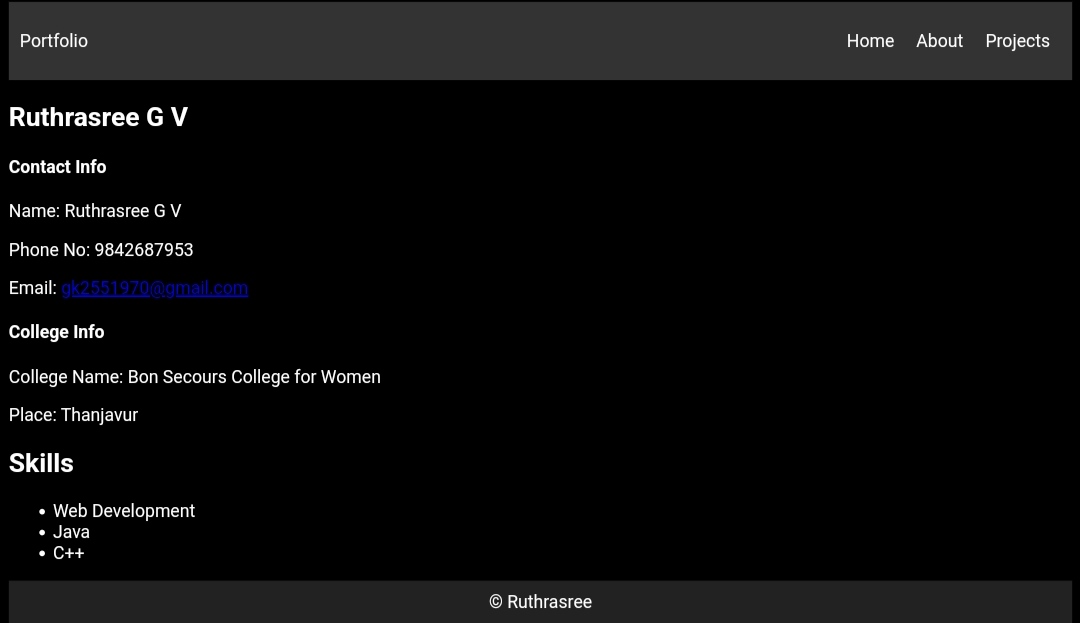 Portfolio Home About Projects
Ruthrasree G V
Contact Info
Name: Ruthrasree G V
Phone No: 9842687953
Email: gk2551970@gmail.com
College Info
College Name: Bon Secours College for Women
Place: Thanjavur
Skills
• Web Development
• Java
• C++
© Ruthrasree